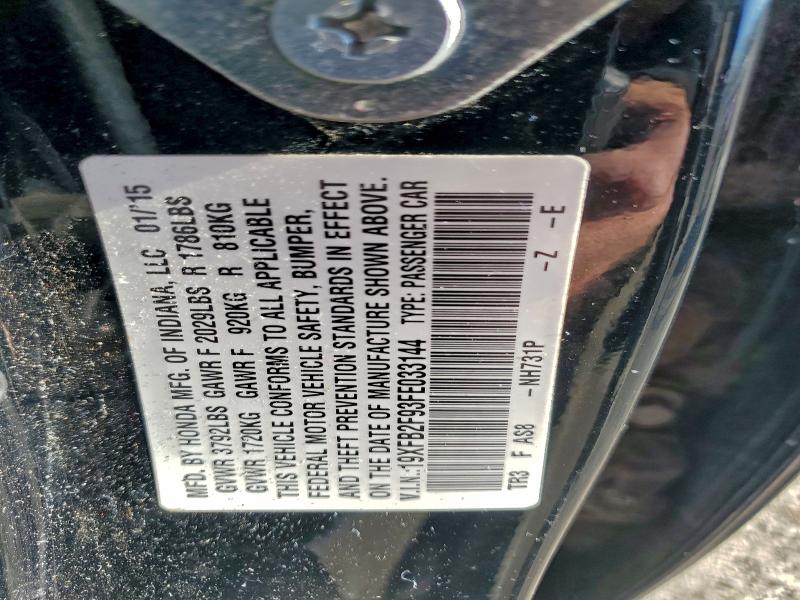 MFD. BY HONDA MFG. OF INDIANA, LLC 01/'15
GVWR 3792LBS GAWR F 2029LBS R 1786LBS
GVWR 1720KG GAWR F 920KG R 810KG
THIS VEHICLE CONFORMS TO ALL APPLICABLE
FEDERAL MOTOR VEHICLE SAFETY, BUMPER,
AND THEFT PREVENTION STANDARDS IN EFFECT
ON THE DATE OF MANUFACTURE SHOWN ABOVE.
V.I.N.: 19XFB2F93FE033144 TYPE: PASSENGER CAR
TR3 F AS8 - NH731P - Z - E